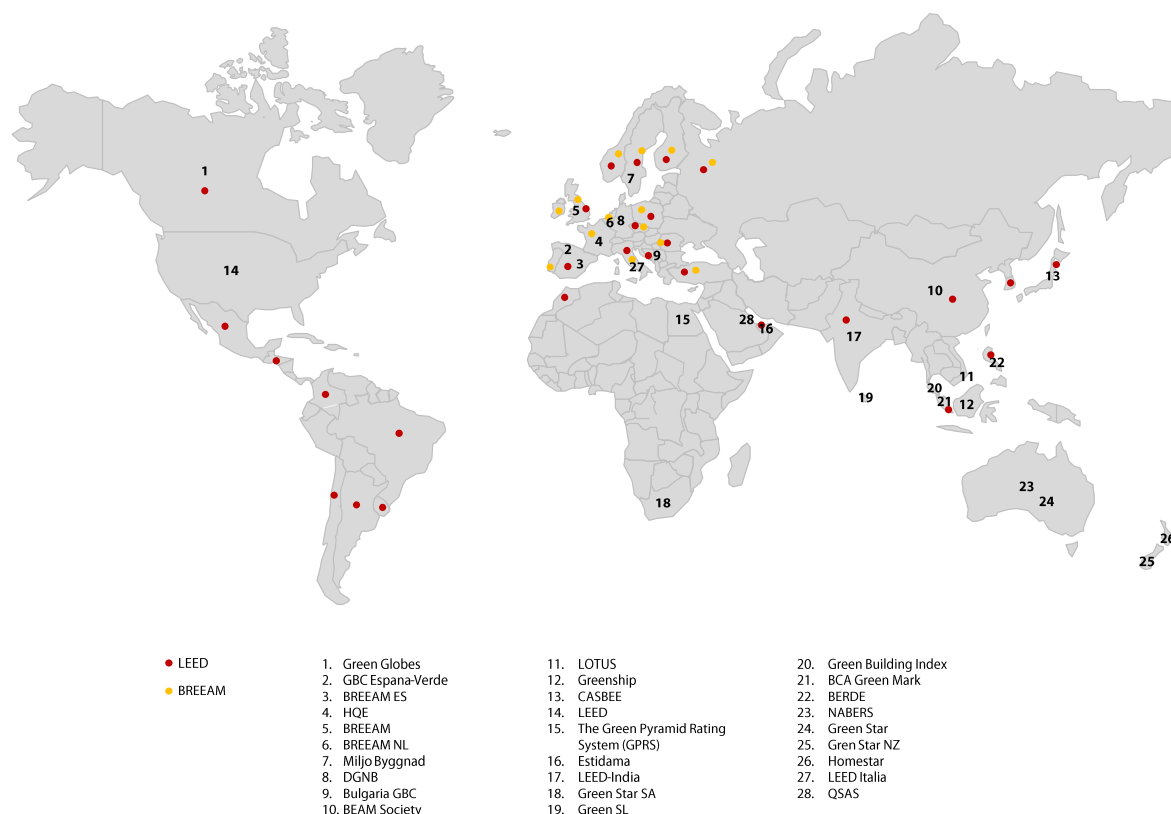 1
7
5
6 8
4
2
3
9
27
14
13
10
15
28
16
17
22
11
20
19
21
12
23
24
18
26
25
LEED
BREEAM
1. Green Globes
2. GBC Espana-Verde
3. BREEAM ES
4. HQE
5. BREEAM
6. BREEAM NL
7. Miljo Byggnad
8. DGNB
9. Bulgaria GBC
10. BEAM Society
11. LOTUS
12. Greenship
13. CASBEE
14. LEED
15. The Green Pyramid Rating
System (GPRS)
16. Estidama
17. LEED-India
18. Green Star SA
19. Green SL
20. Green Building Index
21. BCA Green Mark
22. BERDE
23. NABERS
24. Green Star
25. Gren Star NZ
26. Homestar
27. LEED Italia
28. QSAS